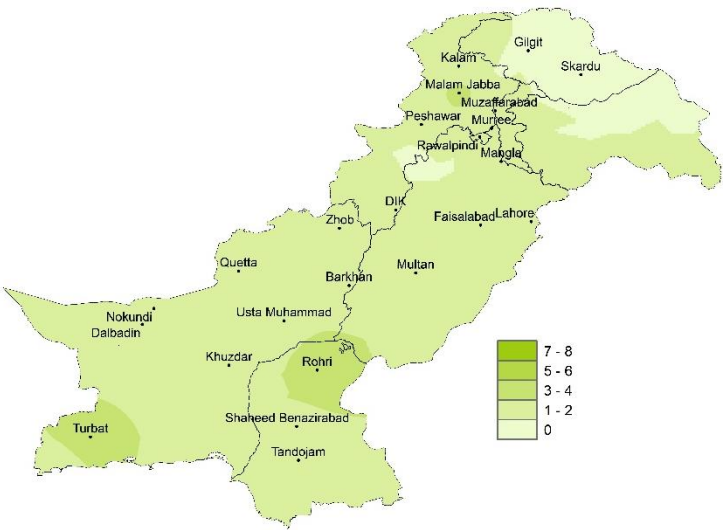 Gilgit
Kalam
Skardu
Malam Jabba
Muzaffarabad
Peshawar
Murree
Rawalpindi
Mangla
DIK
Faisalabad
Lahore
Zhob
Quetta
Multan
Barkhan
Nokundi
Usta Muhammad
Dalbadin
7 - 8
5 - 6
3 - 4
1 - 2
0
Khuzdar
Rohri
Turbat
Shaheed Benazirabad
Tandojam